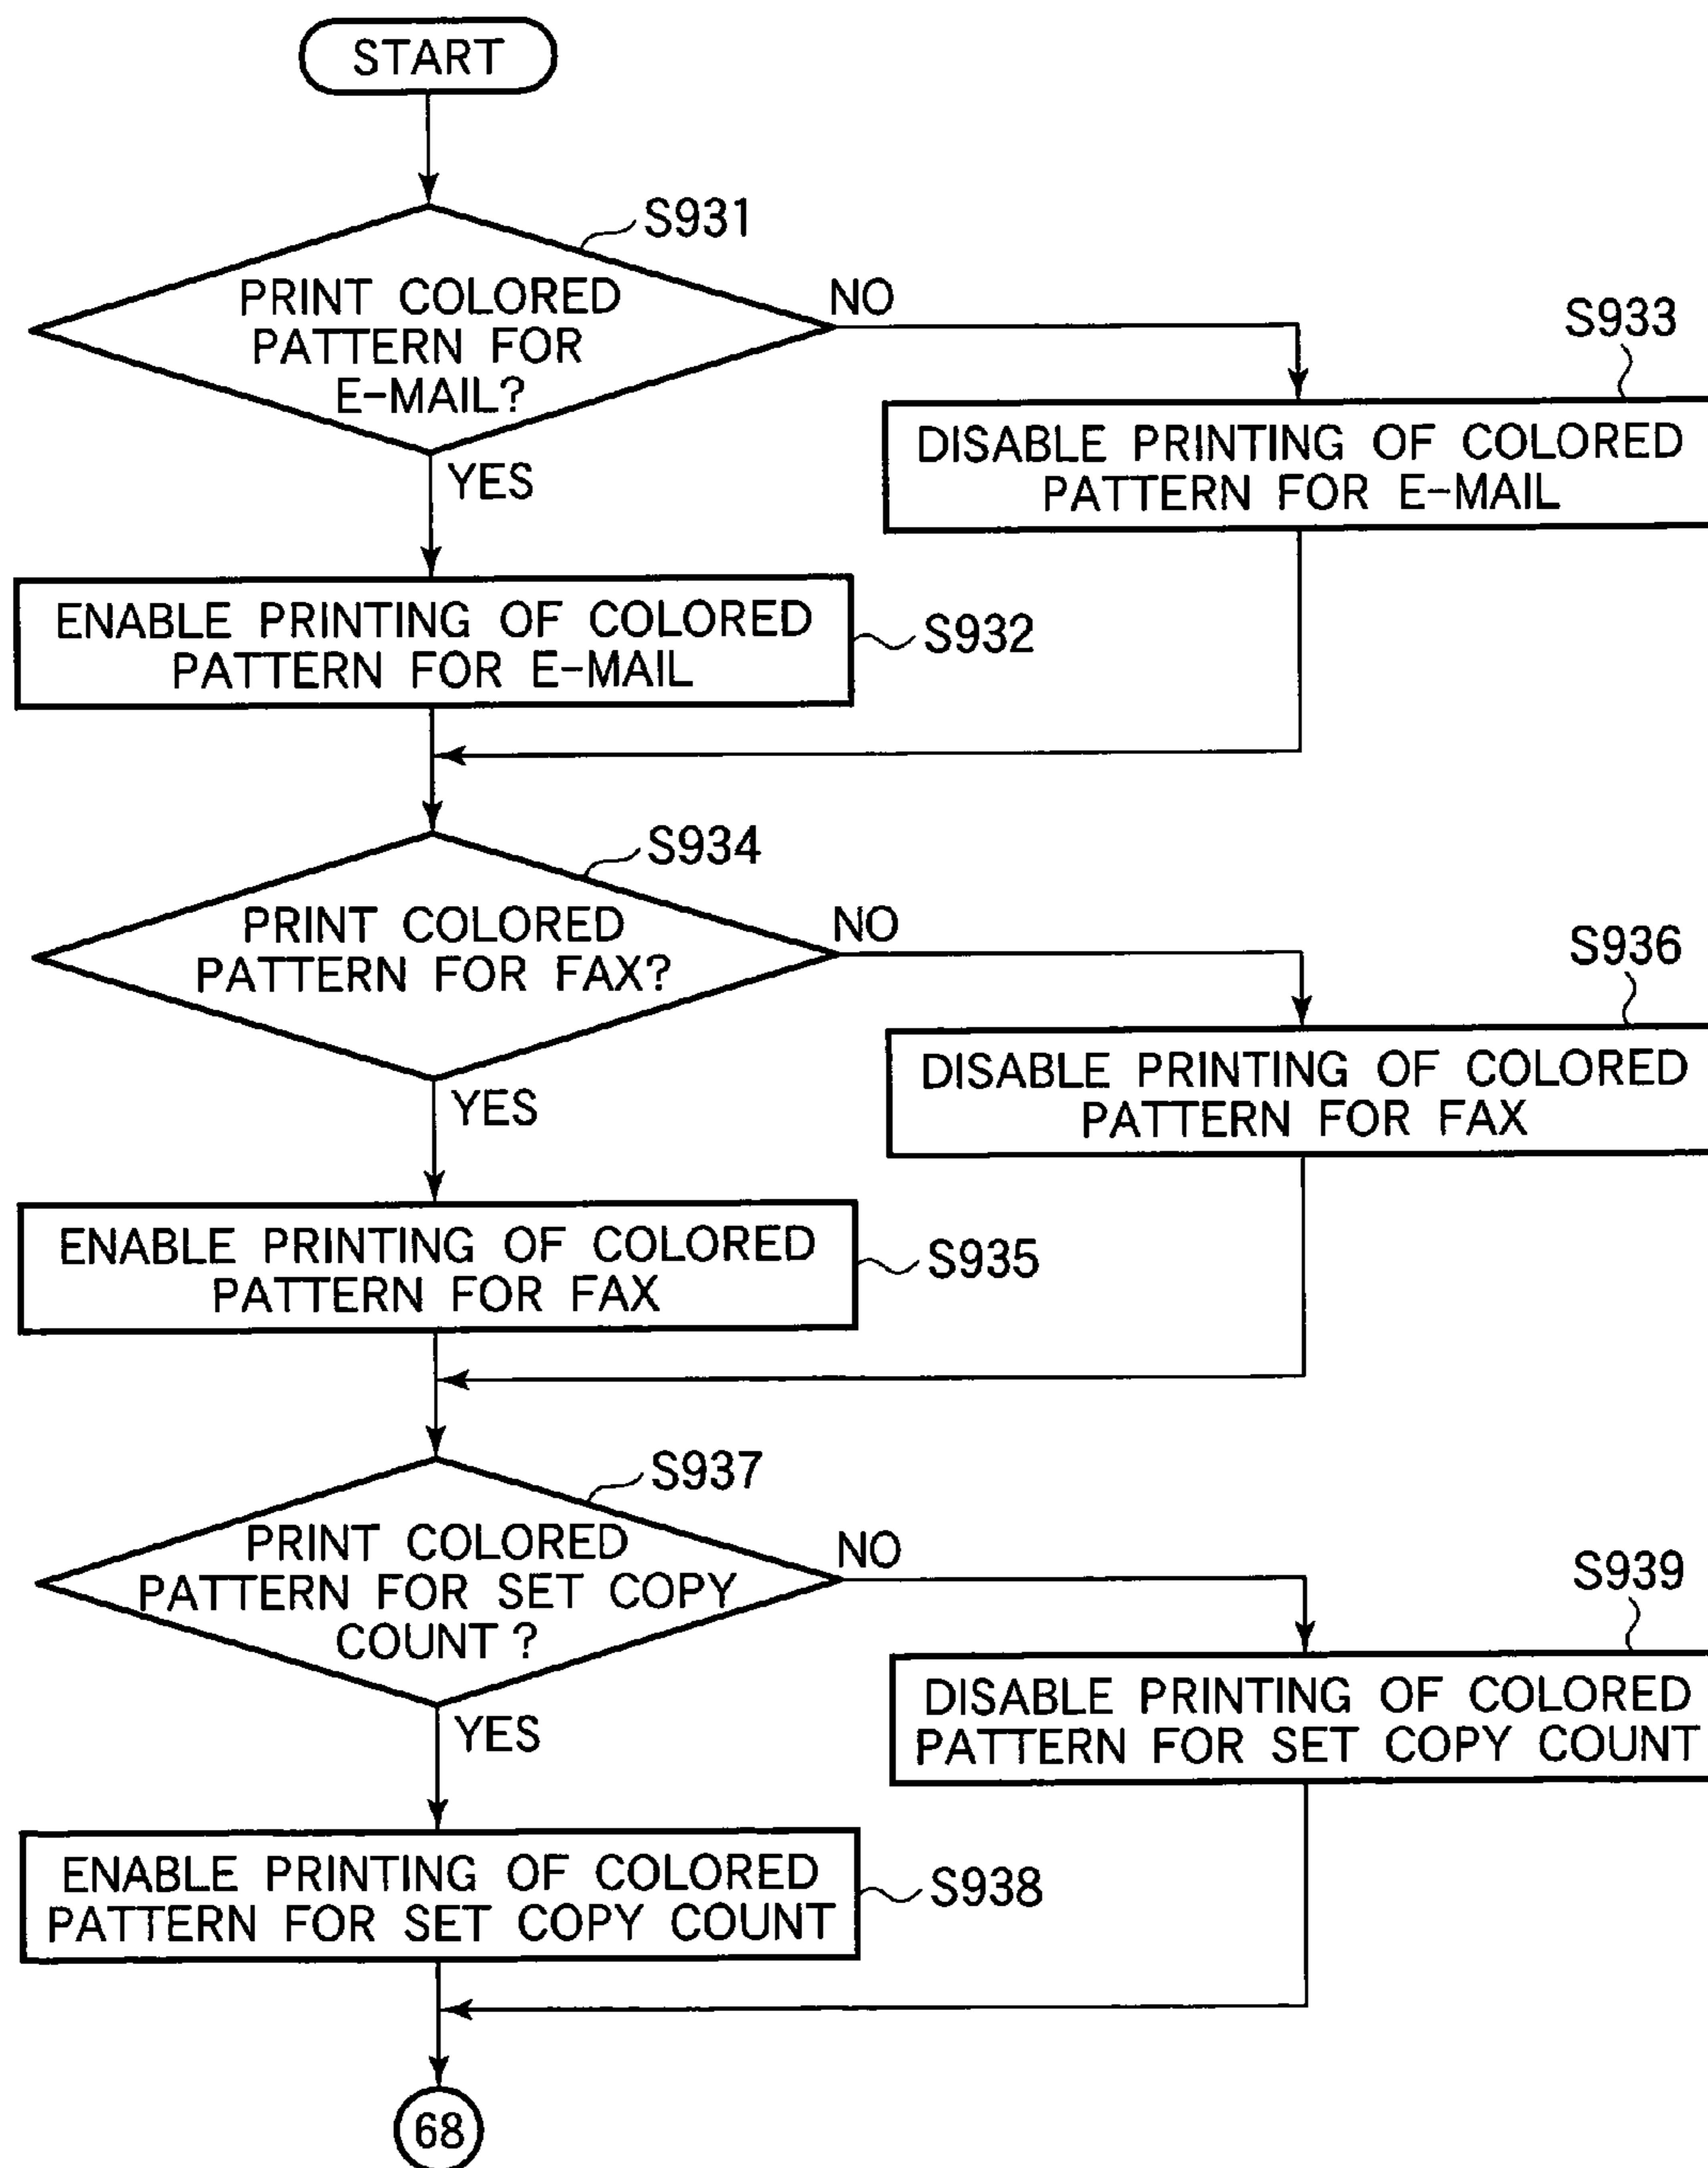 START
S931
PRINT COLORED
PATTERN FOR
E-MAIL?
NO
YES
S933
DISABLE PRINTING OF COLORED
PATTERN FOR E-MAIL
ENABLE PRINTING OF COLORED
PATTERN FOR E-MAIL
S932
S934
PRINT COLORED
PATTERN FOR FAX?
NO
YES
S936
DISABLE PRINTING OF COLORED
PATTERN FOR FAX
ENABLE PRINTING OF COLORED
PATTERN FOR FAX
S935
S937
PRINT COLORED
PATTERN FOR SET COPY
COUNT?
NO
YES
S939
DISABLE PRINTING OF COLORED
PATTERN FOR SET COPY COUNT
ENABLE PRINTING OF COLORED
PATTERN FOR SET COPY COUNT
S938
68